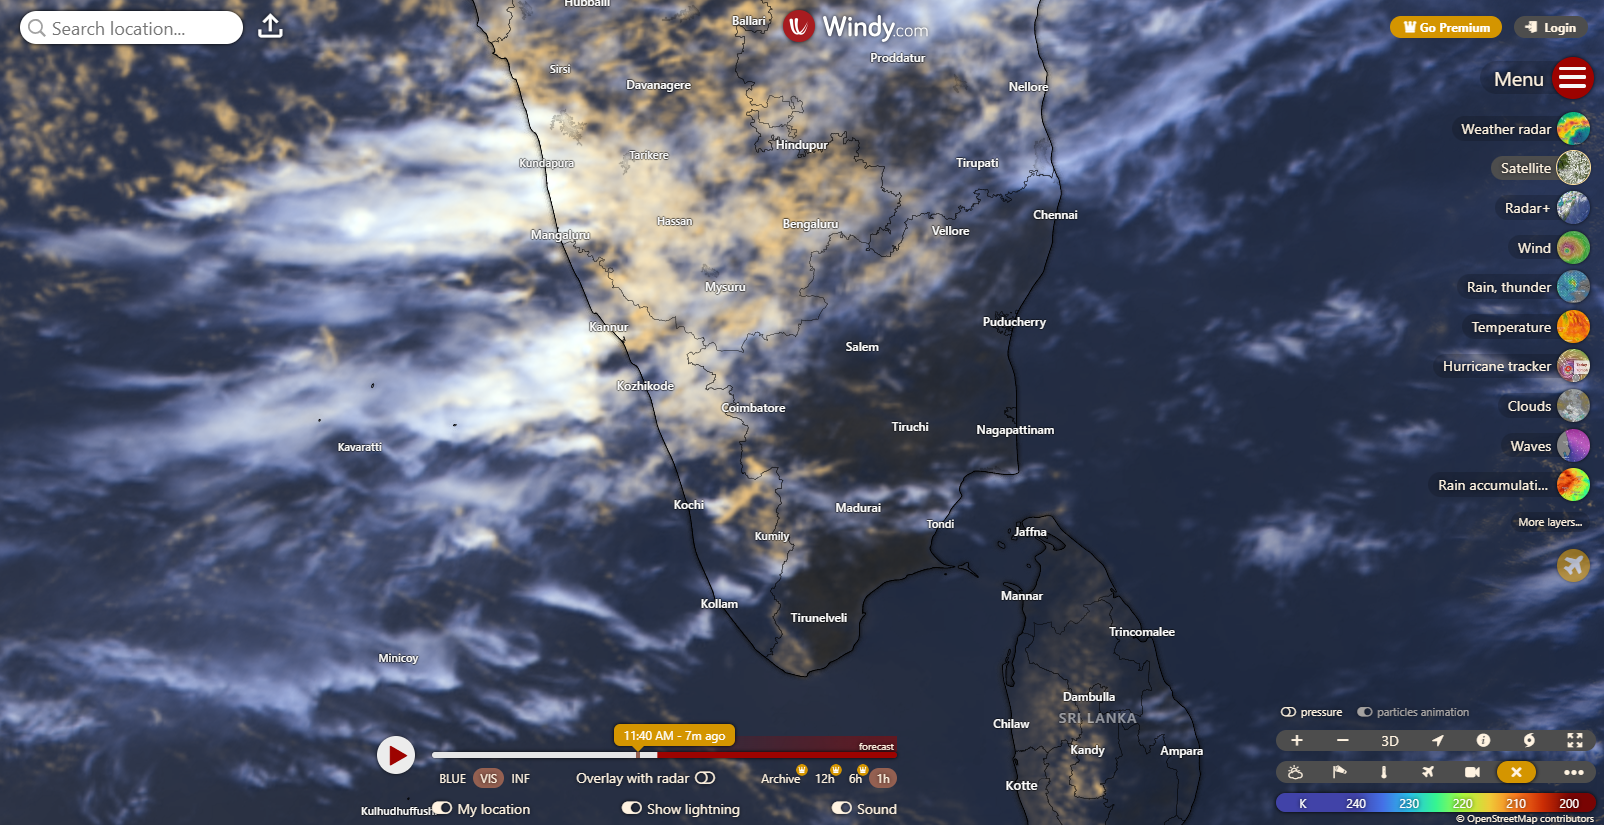 Search location...
Windy.com
Go Premium
Login
Menu
Weather radar
Satellite
Radar+
Wind
Rain, thunder
Temperature
Hurricane tracker
Clouds
Waves
Rain accumulati...
More layers...
Hubballi
Ballari
Proddatur
Sirsi
Davanagere
Nellore
Hindupur
Kundapura
Tarikere
Tirupati
Hassan
Bengaluru
Chennai
Mangaluru
Vellore
Mysuru
Kannur
Puducherry
Salem
Kozhikode
Coimbatore
Tiruchi
Nagapattinam
Kavaratti
Kochi
Madurai
Tondi
Kumily
Jaffna
Mannar
Kollam
Tirunelveli
Trincomalee
Minicoy
Dambulla
SRI LANKA
Chilaw
Kandy
Ampara
Kotte
Kulhudhuffush
11:40 AM - 7m ago
forecast
BLUE VIS INF
Overlay with radar
Archive 12h 6h 1h
My location
Show lightning
Sound
pressure
particles animation
+ − 3D
K 240 230 220 210 200
© OpenStreetMap contributors